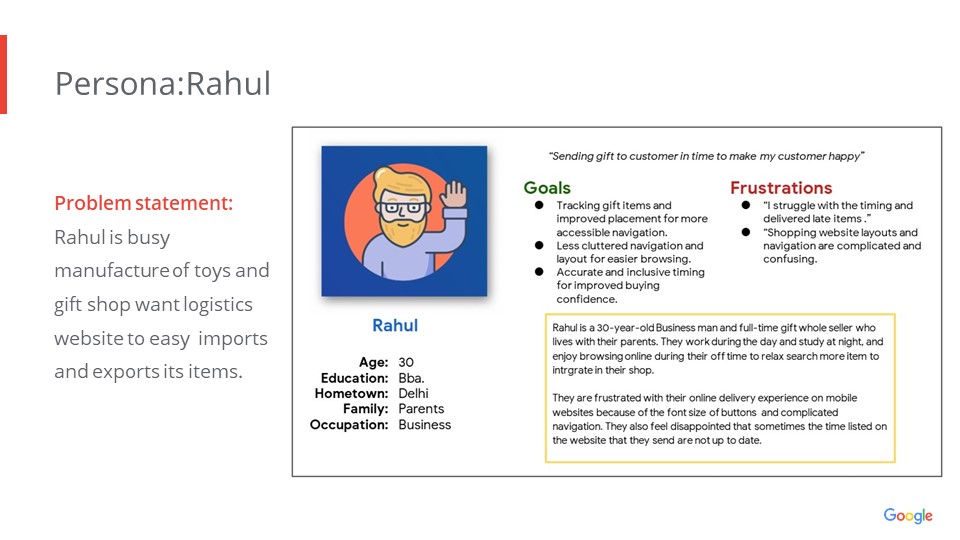 Persona:Rahul
Problem statement:
Rahul is busy
manufacture of toys and
gift shop want logistics
website to easy imports
and exports its items.
Rahul
Age: 30
Education: Bba.
Hometown: Delhi
Family: Parents
Occupation: Business
“Sending gift to customer in time to make my customer happy”
Goals
● Tracking gift items and
improved placement for more
accessible navigation.
● Less cluttered navigation and
layout for easier browsing.
● Accurate and inclusive timing
for improved buying
confidence.
Frustrations
● “I struggle with the timing and
delivered late items .”
● “Shopping website layouts and
navigation are complicated and
confusing.
Rahul is a 30-year-old Business man and full-time gift whole seller who
lives with their parents. They work during the day and study at night, and
enjoy browsing online during their off time to relax search more item to
intrgrate in their shop.
They are frustrated with their online delivery experience on mobile
websites because of the font size of buttons and complicated
navigation. They also feel disappointed that sometimes the time listed on
the website that they send are not up to date.
Google